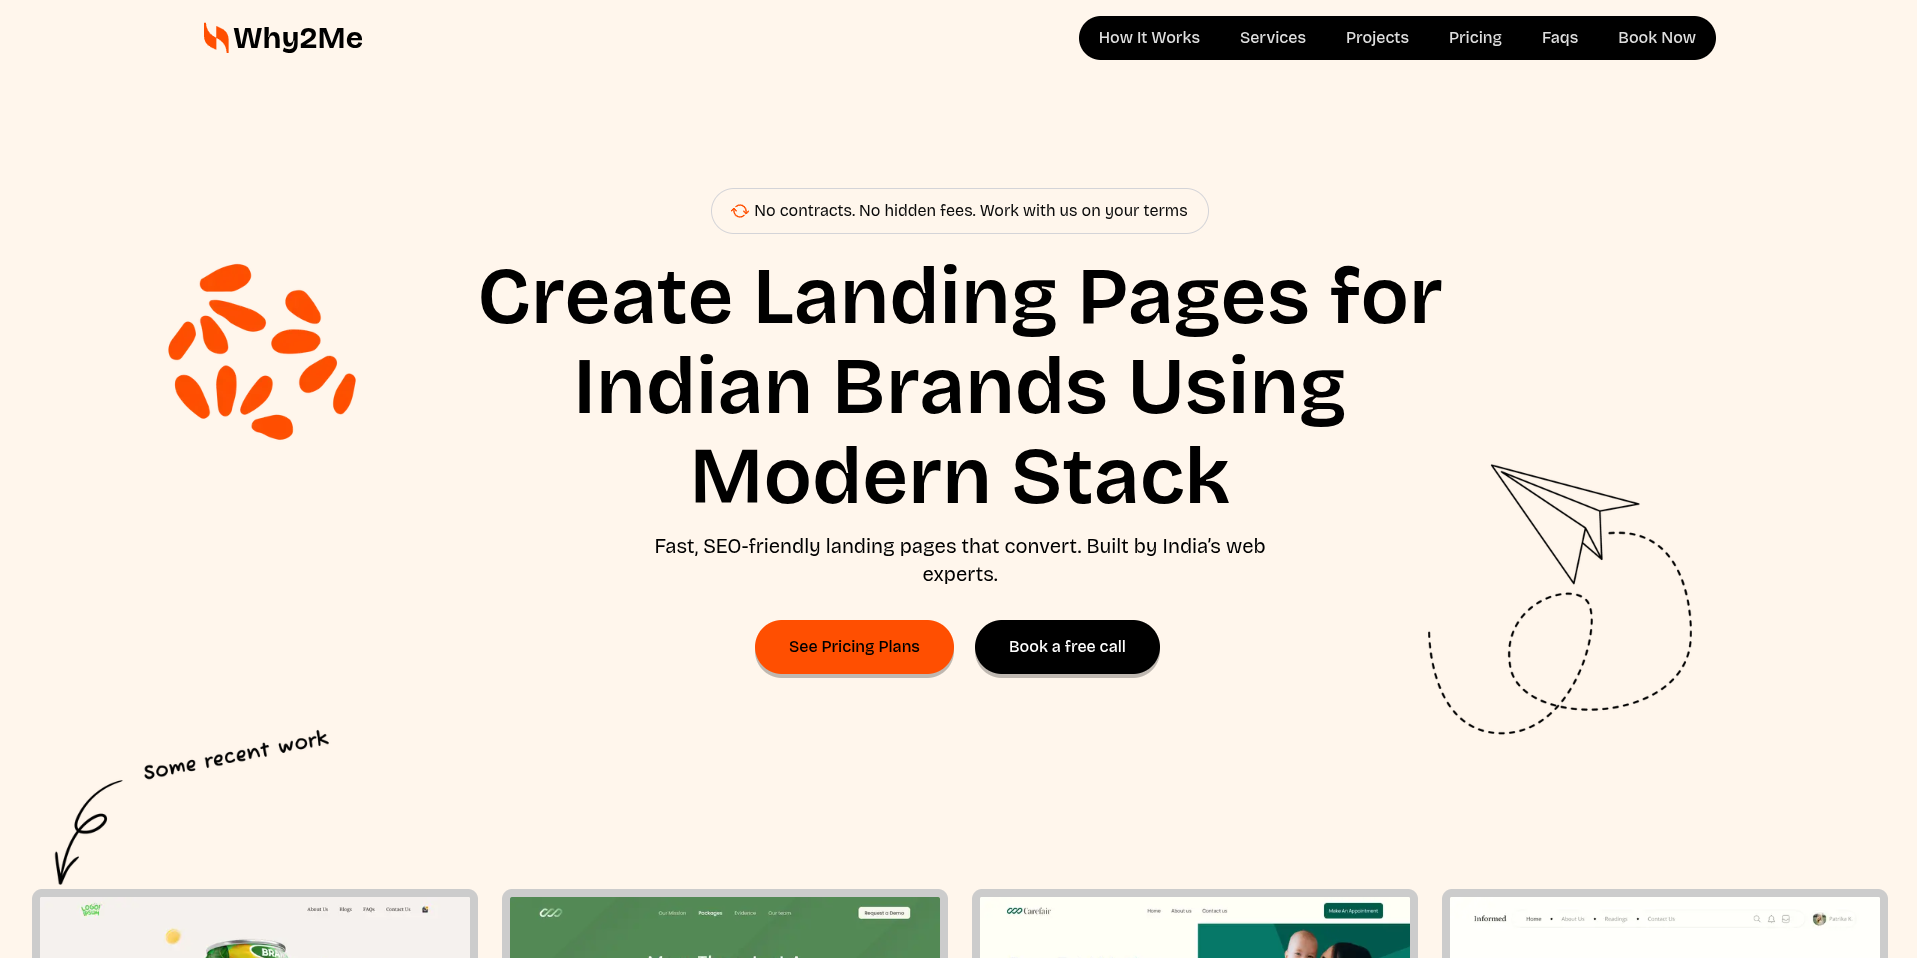 Why2Me
How It Works Services Projects Pricing Faqs Book Now
No contracts. No hidden fees. Work with us on your terms
Create Landing Pages for
Indian Brands Using
Modern Stack
Fast, SEO-friendly landing pages that convert. Built by India’s web
experts.
See Pricing Plans Book a free call
Some recent work
LOGO!
About Us Blogs FAQs Contact Us
Our Mission Packages Evidence Our team Request a Demo
Carefair Home About us Contact us Make An Appointment
Informed Home • About Us • Readings • Contact Us